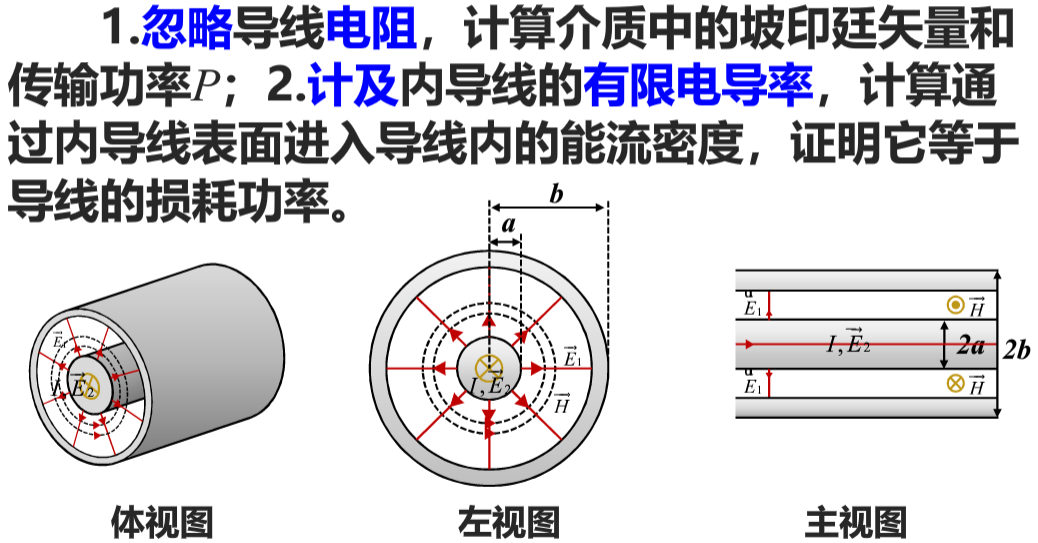 1.忽略导线电阻，计算介质中的坡印廷矢量和
传输功率P；2.计及内导线的有限电导率，计算通
过内导线表面进入导线内的能流密度，证明它等于
导线的损耗功率。
b
a
E₁
I, E₂
E₁
I, E₂
H
E₁
H
I, E₂
2a
2b
E₁
H
体视图
左视图
主视图